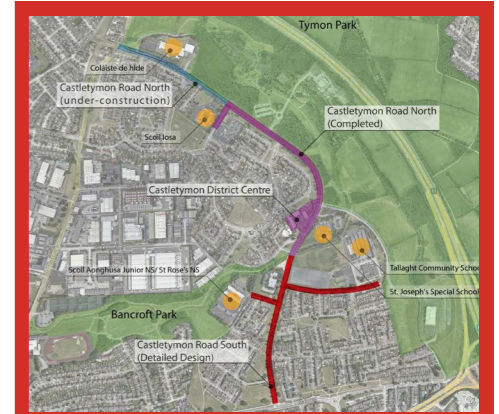 Tymon Park
Coláiste de hÍde
Castletymon Road North
(under-construction)
Castletymon Road North
(Completed)
Scoil Iosa
Castletymon District Centre
Scoil Aonghusa Junior NS/ St Rose's NS
Tallaght Community Schoo
St. Joseph's Special School
Bancroft Park
Castletymon Road South
(Detailed Design)